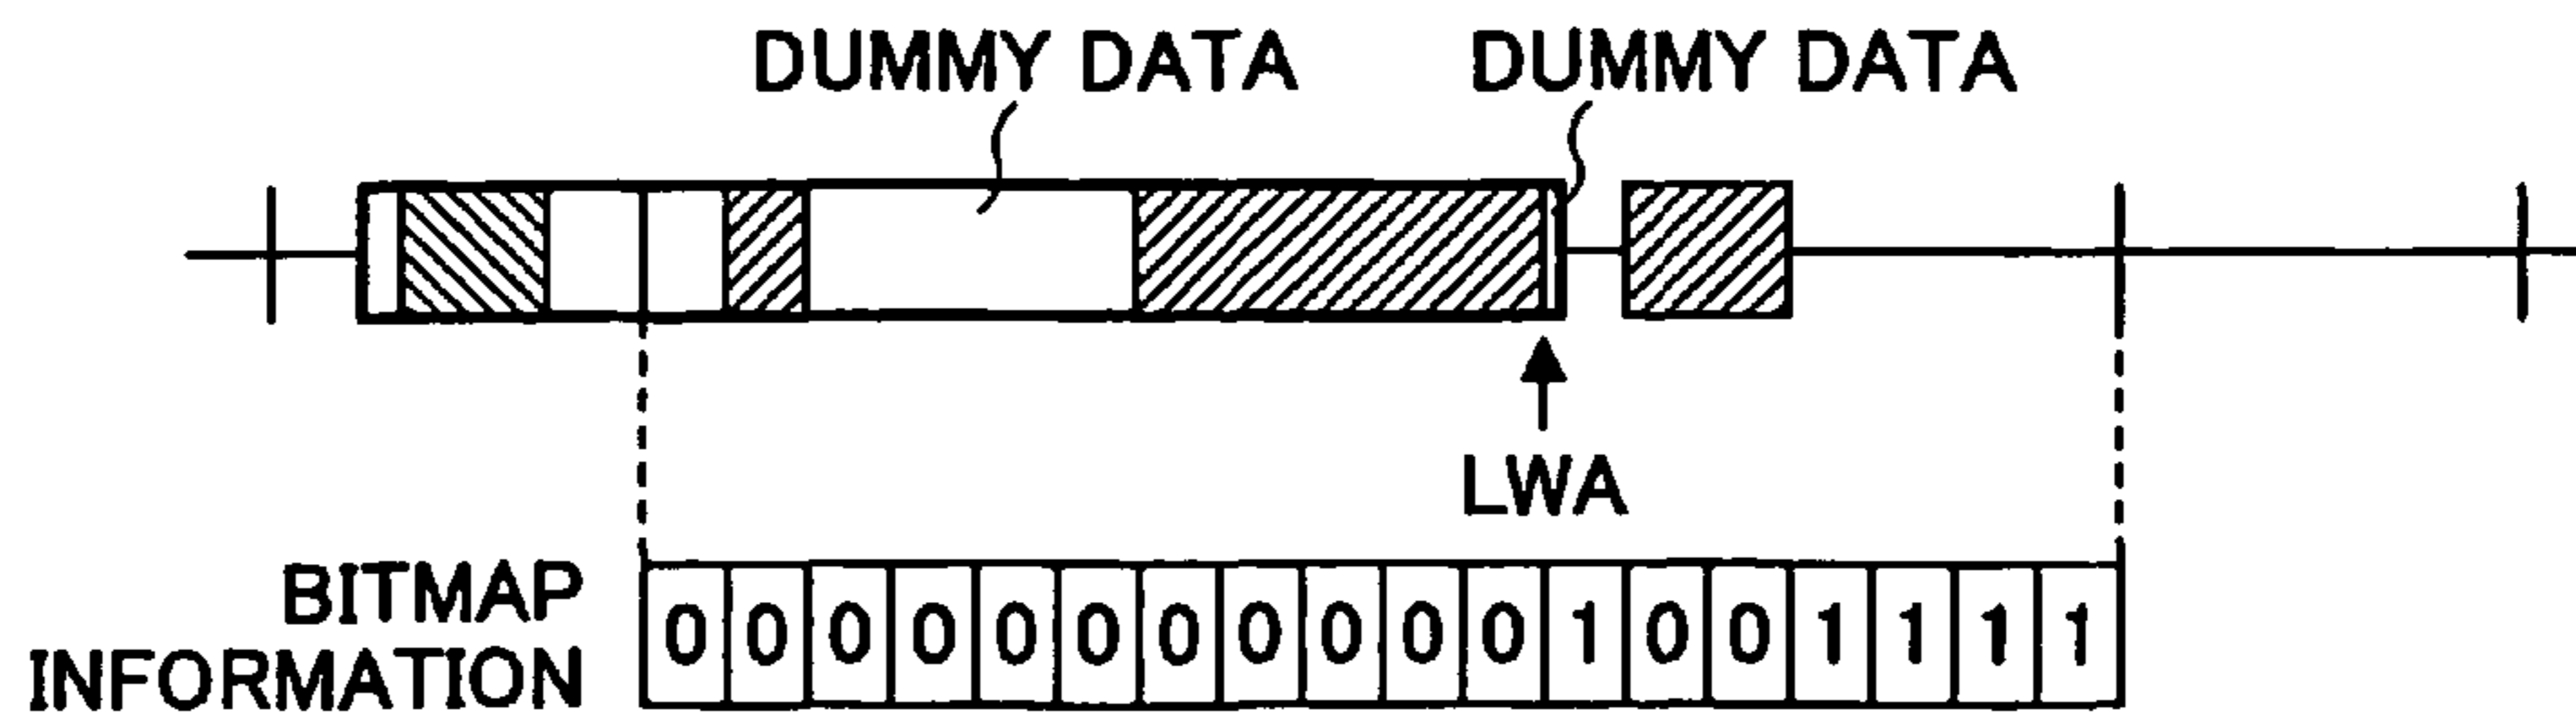 DUMMY DATA DUMMY DATA
LWA
BITMAP
INFORMATION
0 0 0 0 0 0 0 0 0 0 0 1 0 0 1 1 1 1